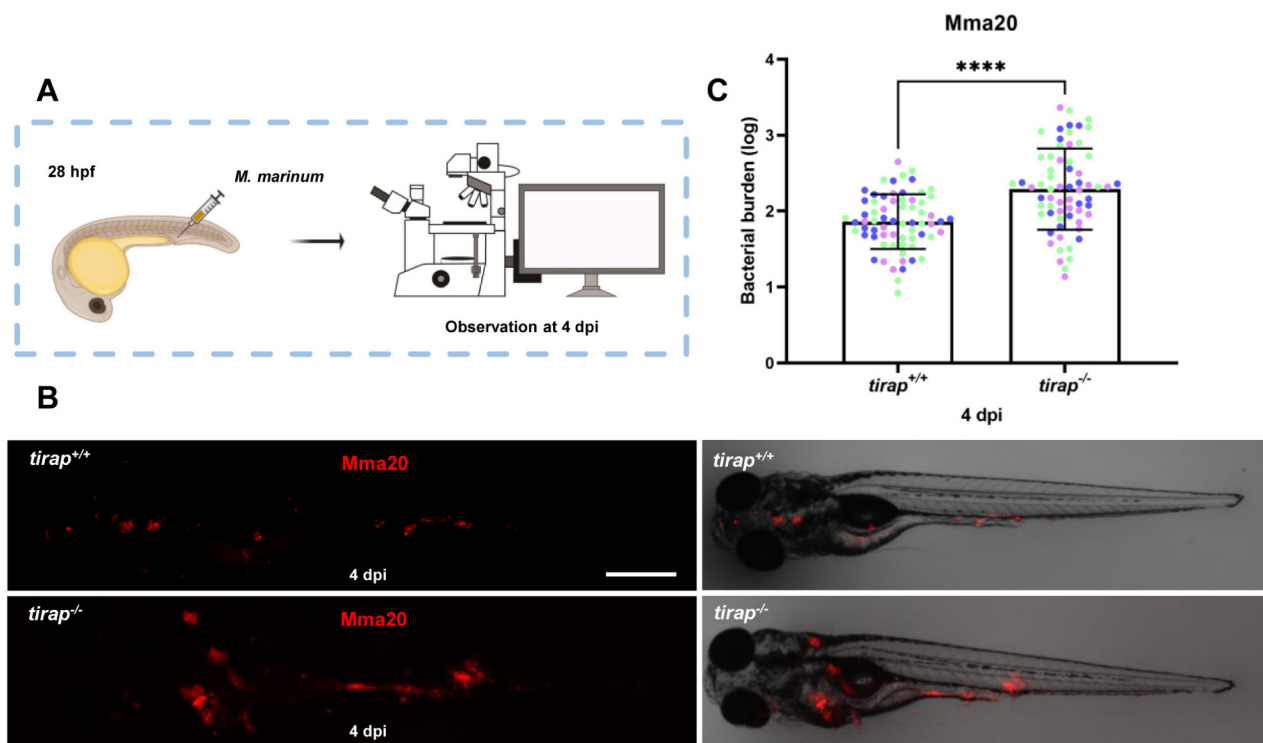 A
28 hpf
M. marinum
Observation at 4 dpi
C
Mma20
****
Bacterial burden (log)
4
3
2
1
0
tirap+/+
tirap-/-
4 dpi
B
tirap+/+
Mma20
4 dpi
tirap+/+
tirap-/-
Mma20
4 dpi
tirap-/-